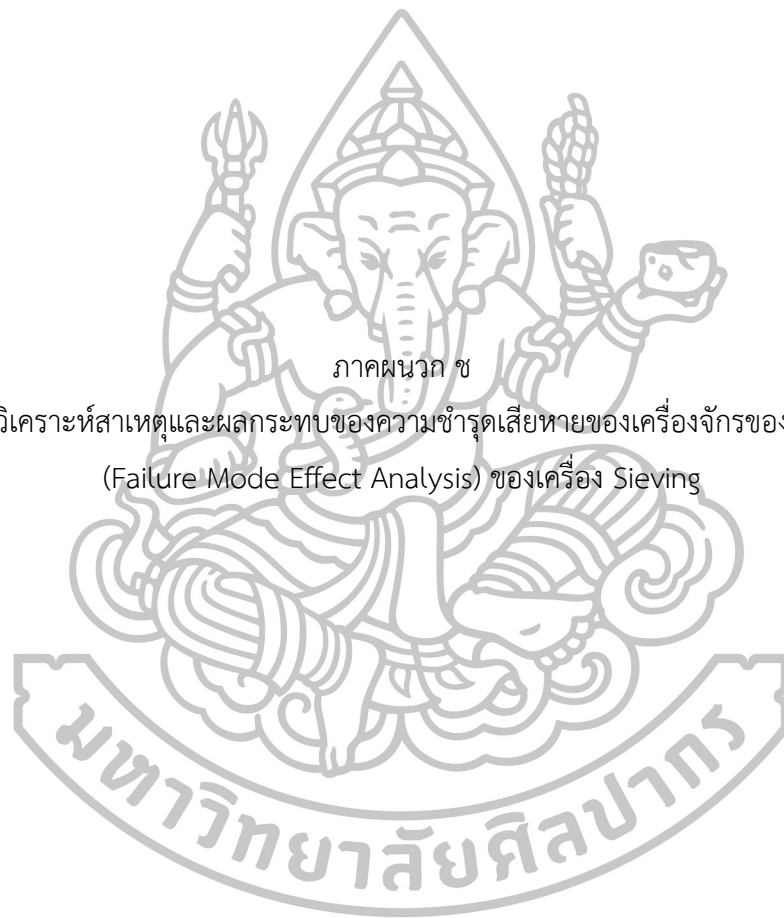 ภาคผนวก ช
วิเคราะห์สาเหตุและผลกระทบของความชำรุดเสียหายของเครื่องจักรของ
(Failure Mode Effect Analysis) ของเครื่อง Sieving
มหาวิทยาลัยศิลปากร